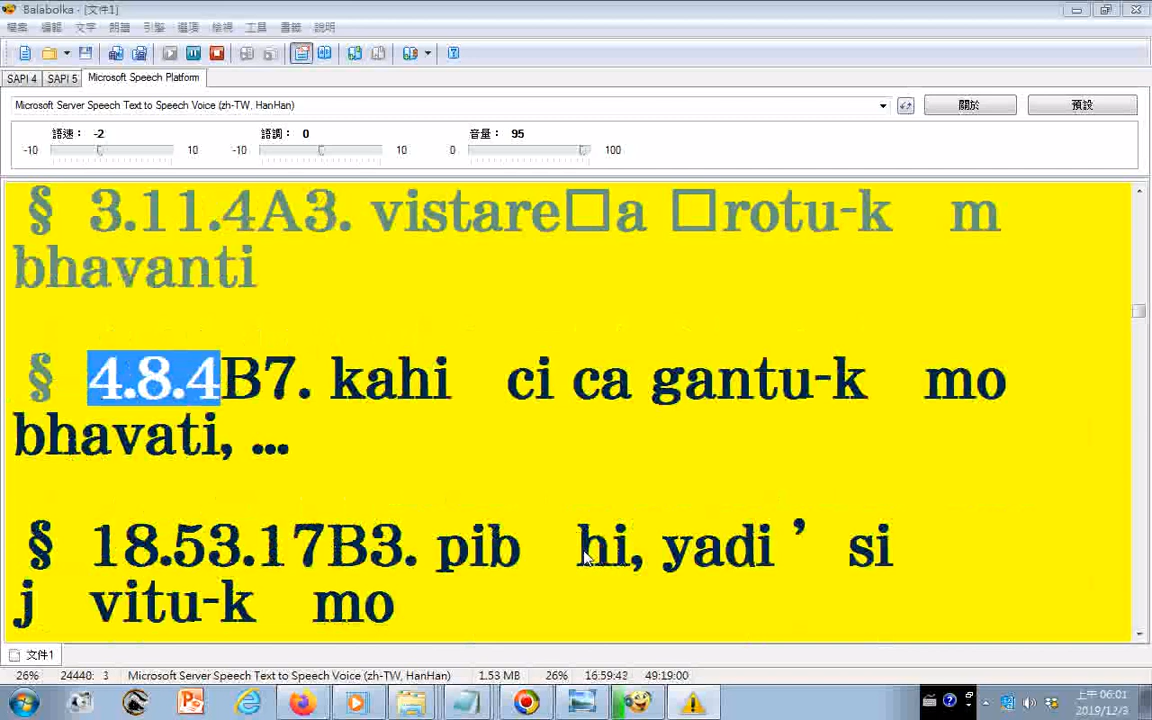 Balabolka - [文件1]
檔案 編輯 文字 朗讀 引擎 選項 檢視 工具 書籤 說明
SAPI 4 SAPI 5 Microsoft Speech Platform
Microsoft Server Speech Text to Speech Voice (zh-TW, HanHan) 關於 預設
語速: -2 語調: 0 音量: 95
-10 10 -10 10 0 100
§ 3.11.4A3. vistare□a □rotu-k m
bhavanti
§ 4.8.4B7. kahi ci ca gantu-k mo
bhavati, ...
§ 18.53.17B3. pib hi, yadi ’ si
j vitu-k mo
文件1
26% 24440: 3 Microsoft Server Speech Text to Speech Voice (zh-TW, HanHan) 1.53 MB 26% 16:59:43 49:19:00
上午 06:01
2019/12/3